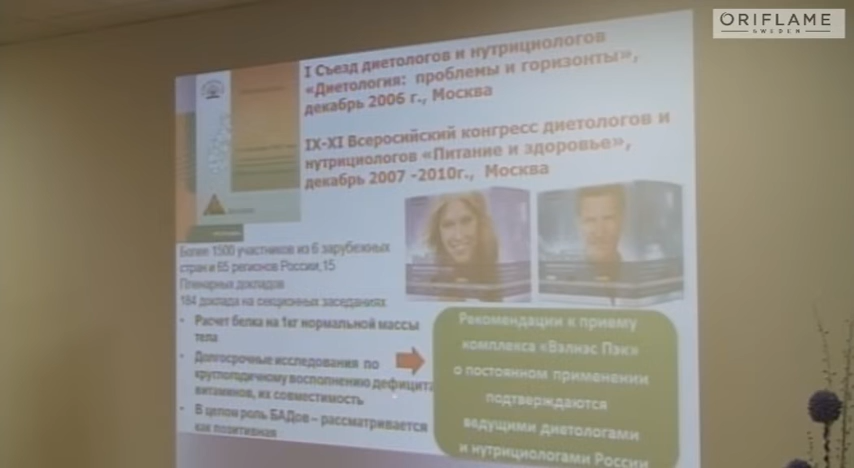 ORIFLAME
SWEDEN
I Съезд диетологов и нутрициологов
«Диетология: проблемы и горизонты»,
декабрь 2006 г., Москва
IX-XI Всеросийский конгресс диетологов и
нутрициологов «Питание и здоровье»,
декабрь 2007 -2010г., Москва
Более 1500 участников из 6 зарубежных
стран и 65 регионов России,15
Пленарных докладов
184 доклада на секционных заседаниях
• Расчет белка на 1кг нормальной массы
тела
• Долгосрочные исследования по
круглогодичному восполнению дефицита
витаминов, их совместимость
• В целом роль БАДов – рассматривается
как позитивная
Рекомендации к приему
комплекса «Вэлнэс Пэк»
о постоянном применении
подтверждаются
ведущими диетологами
и нутрициологами России